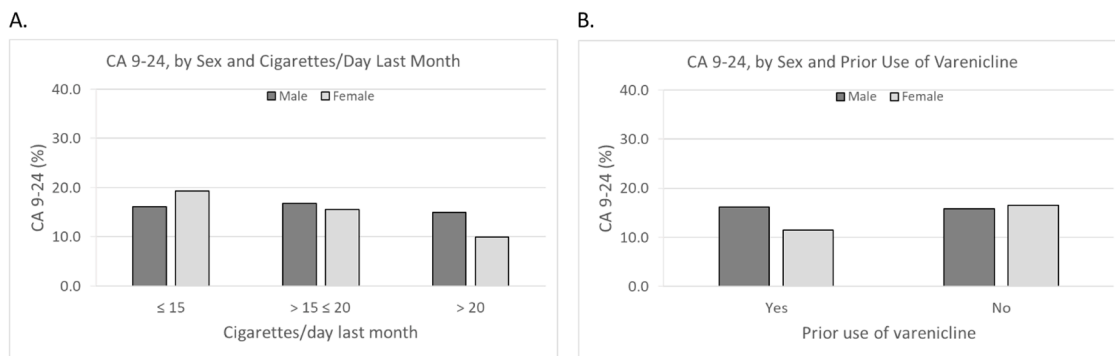 A.
CA 9-24, by Sex and Cigarettes/Day Last Month
Male Female
40.0
30.0
20.0
10.0
0.0
CA 9-24 (%)
≤ 15 > 15 ≤ 20 > 20
Cigarettes/day last month
B.
CA 9-24, by Sex and Prior Use of Varenicline
Male Female
40.0
30.0
20.0
10.0
0.0
CA 9-24 (%)
Yes No
Prior use of varenicline